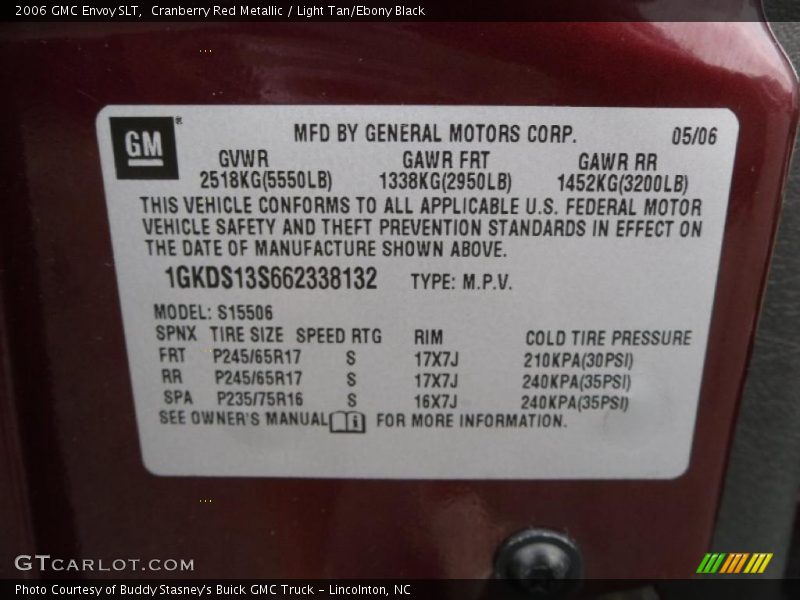 2006 GMC Envoy SLT,  Cranberry Red Metallic / Light Tan/Ebony Black
GM®
MFD BY GENERAL MOTORS CORP. 05/06
GVWR GAWR FRT GAWR RR
2518KG(5550LB) 1338KG(2950LB) 1452KG(3200LB)
THIS VEHICLE CONFORMS TO ALL APPLICABLE U.S. FEDERAL MOTOR
VEHICLE SAFETY AND THEFT PREVENTION STANDARDS IN EFFECT ON
THE DATE OF MANUFACTURE SHOWN ABOVE.
1GKDS13S662338132 TYPE: M.P.V.
MODEL: S15506
SPNX TIRE SIZE SPEED RTG RIM COLD TIRE PRESSURE
FRT P245/65R17 S 17X7J 210KPA(30PSI)
RR P245/65R17 S 17X7J 240KPA(35PSI)
SPA P235/75R16 S 16X7J 240KPA(35PSI)
SEE OWNER'S MANUAL FOR MORE INFORMATION.
GTCARLOT.COM
Photo Courtesy of Buddy Stasney's Buick GMC Truck - Lincolnton, NC